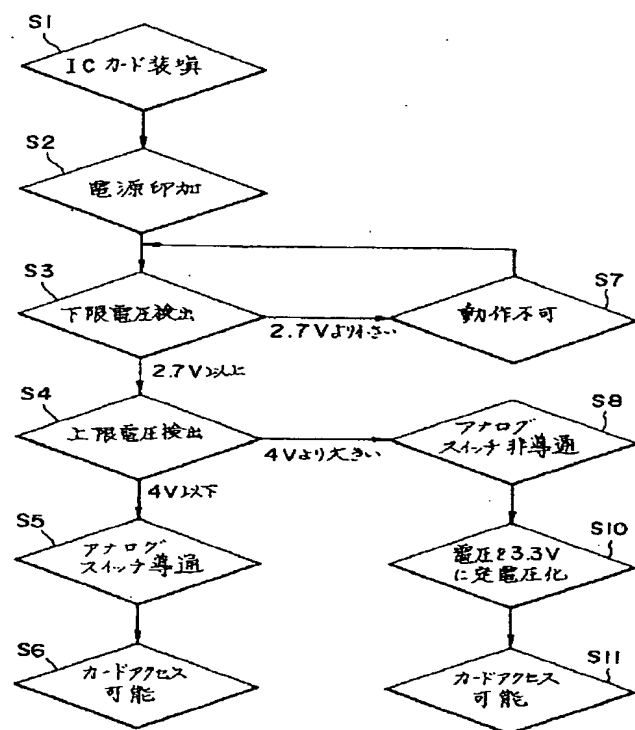 S1
ICカード装填
S2
電源印加
S3
下限電圧検出
2.7Vより小さい
S7
動作不可
2.7V以上
S4
上限電圧検出
4Vより大きい
S8
アナログ
スイッチ非導通
4V以下
S5
アナログ
スイッチ導通
S10
電圧を3.3V
に定電圧化
S6
カードアクセス
可能
S11
カードアクセス
可能